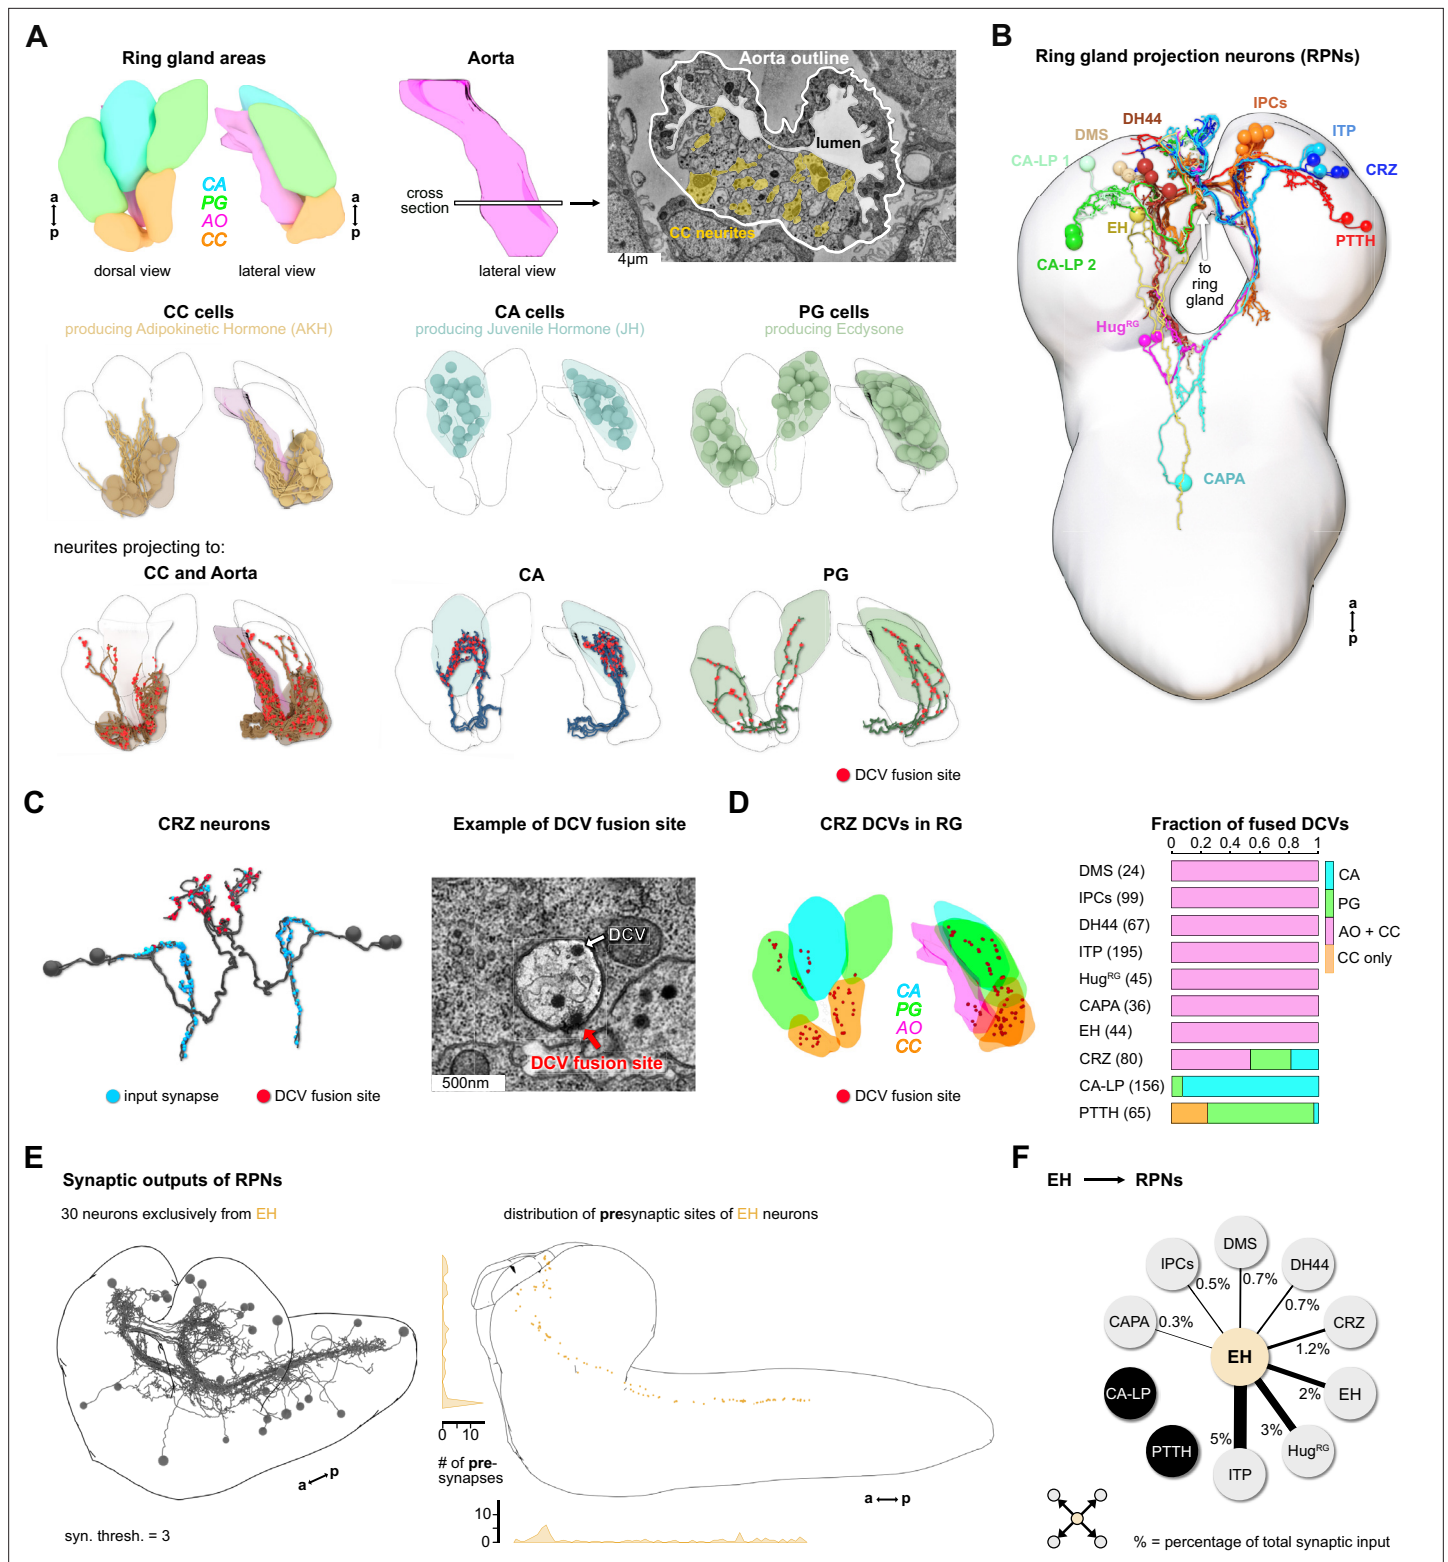 A
Ring gland areas
CA
PG
AO
CC
a
p
a
p
dorsal view
lateral view
Aorta
cross
section
lateral view
Aorta outline
lumen
CC neurites
4µm
CC cells
producing Adipokinetic Hormone (AKH)
CA cells
producing Juvenile Hormone (JH)
PG cells
producing Ecdysone
neurites projecting to:
CC and Aorta
CA
PG
DCV fusion site
B
Ring gland projection neurons (RPNs)
IPCs
DH44
ITP
DMS
CA-LP 1
CRZ
EH
PTTH
CA-LP 2
to
ring
gland
Hug^RG
CAPA
a
p
C
CRZ neurons
input synapse
DCV fusion site
Example of DCV fusion site
DCV
DCV fusion site
500nm
D
CRZ DCVs in RG
CA
PG
AO
CC
DCV fusion site
Fraction of fused DCVs
0 0.2 0.4 0.6 0.8 1
DMS (24)
IPCs (99)
DH44 (67)
ITP (195)
Hug^RG (45)
CAPA (36)
EH (44)
CRZ (80)
CA-LP (156)
PTTH (65)
CA
PG
AO + CC
CC only
E
Synaptic outputs of RPNs
30 neurons exclusively from EH
a p
syn. thresh. = 3
distribution of presynaptic sites of EH neurons
0 10
# of pre-
synapses
10
0
a p
F
EH RPNs
DMS
IPCs
DH44
0.5%
0.7%
0.7%
CAPA
0.3%
CRZ
1.2%
EH
CA-LP
2%
EH
PTTH
5%
3%
Hug^RG
ITP
% = percentage of total synaptic input